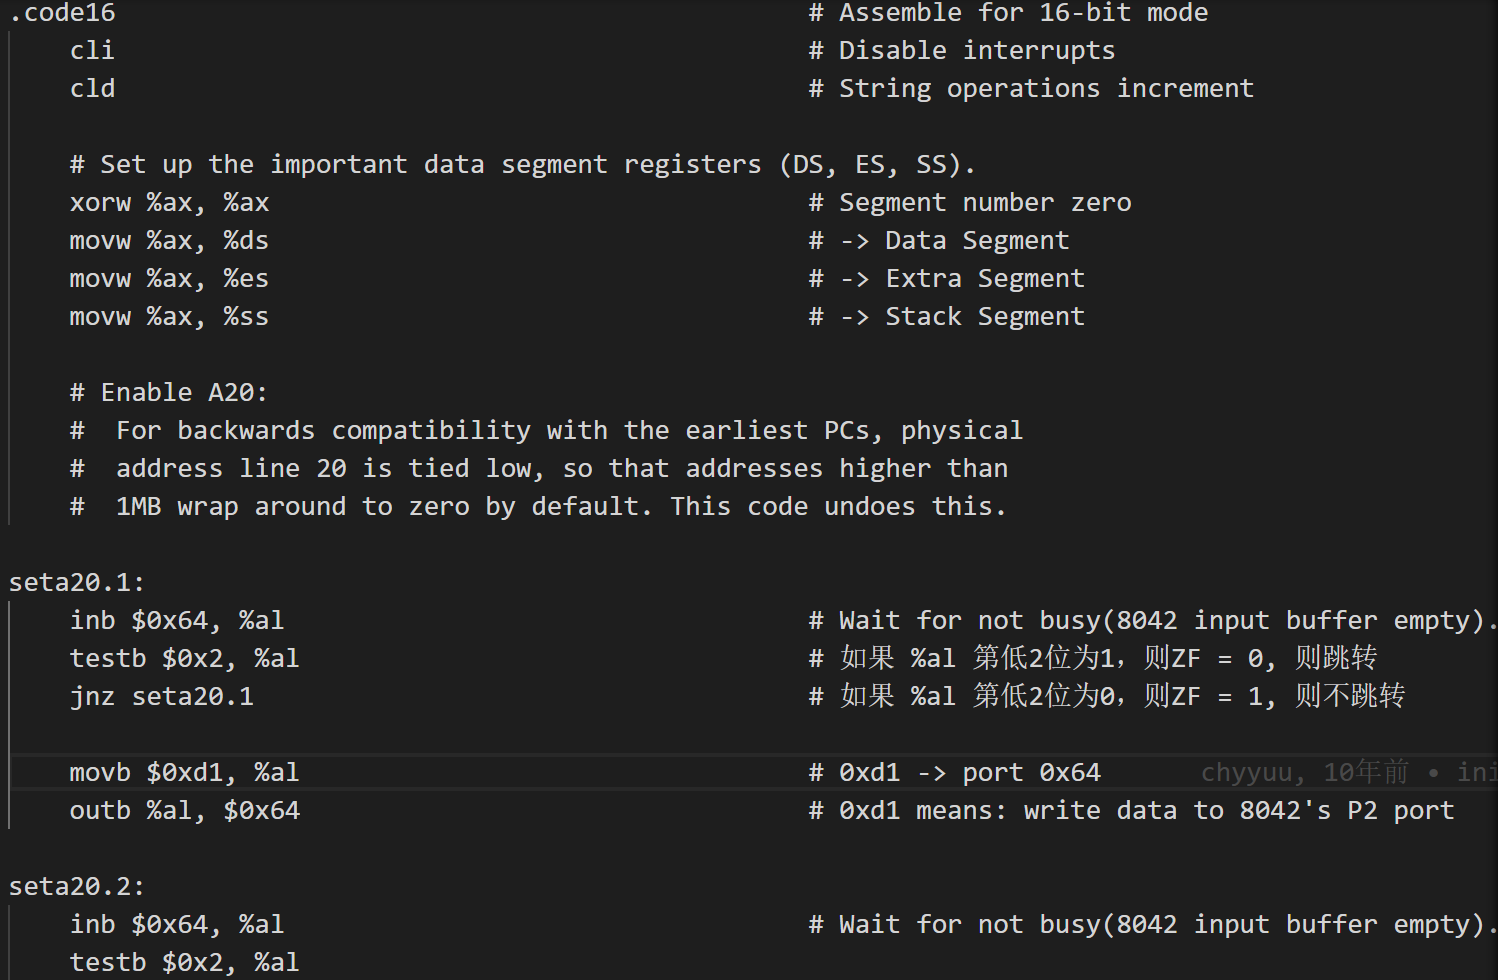 .code16 # Assemble for 16-bit mode
cli # Disable interrupts
cld # String operations increment
# Set up the important data segment registers (DS, ES, SS).
xorw %ax, %ax # Segment number zero
movw %ax, %ds # -> Data Segment
movw %ax, %es # -> Extra Segment
movw %ax, %ss # -> Stack Segment
# Enable A20:
#  For backwards compatibility with the earliest PCs, physical
#  address line 20 is tied low, so that addresses higher than
#  1MB wrap around to zero by default. This code undoes this.
seta20.1:
inb $0x64, %al # Wait for not busy(8042 input buffer empty).
testb $0x2, %al # 如果 %al 第低2位为1，则ZF = 0, 则跳转
jnz seta20.1 # 如果 %al 第低2位为0，则ZF = 1, 则不跳转
movb $0xd1, %al # 0xd1 -> port 0x64 chyyuu, 10年前 • ini
outb %al, $0x64 # 0xd1 means: write data to 8042's P2 port
seta20.2:
inb $0x64, %al # Wait for not busy(8042 input buffer empty).
testb $0x2, %al